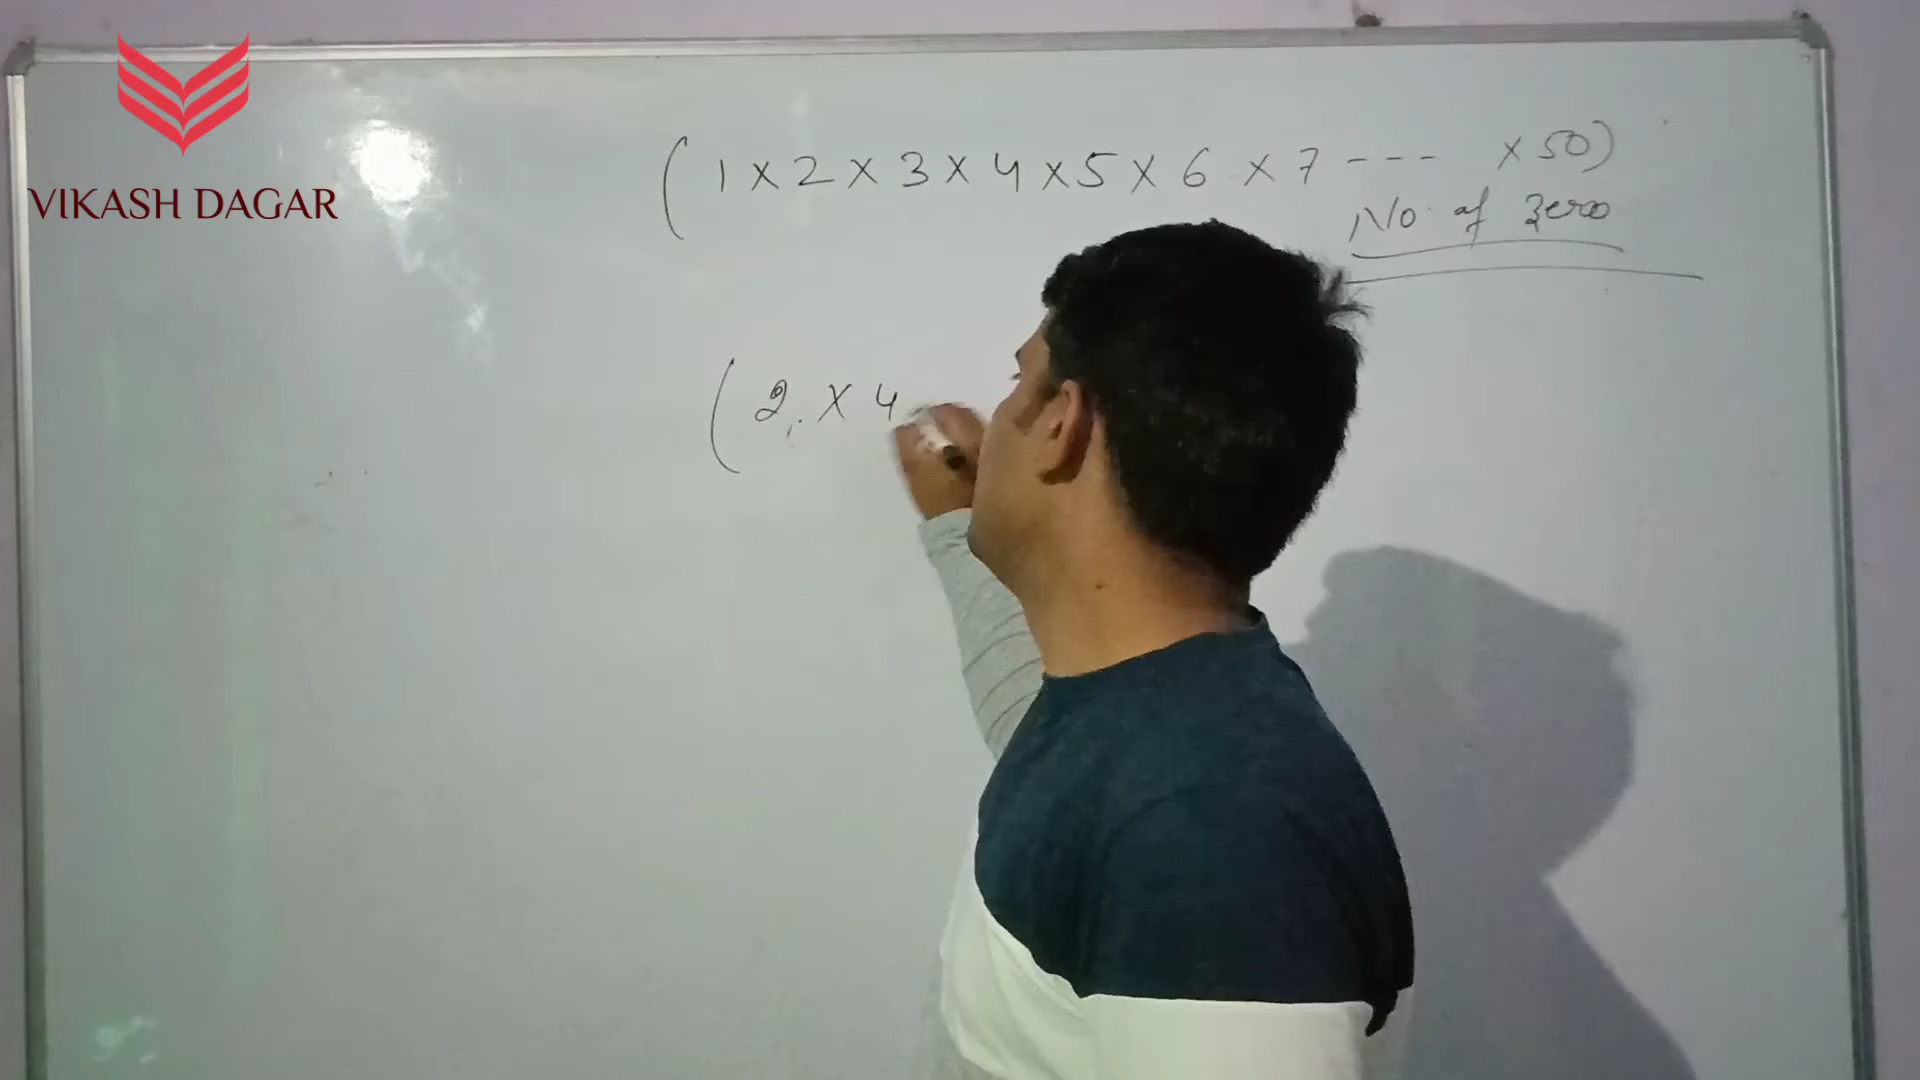 VIKASH DAGAR
(1 x 2 x 3 x 4 x 5 x 6 x 7 --- x 50)
No. of zero
(2 x 4